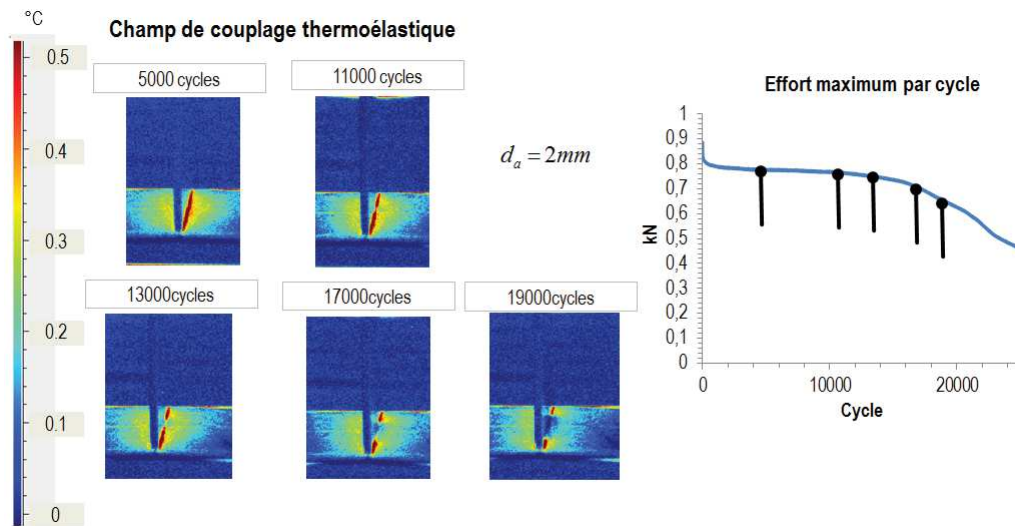 °C
Champ de couplage thermoélastique
0.5
0.4
0.3
0.2
0.1
0
5000 cycles
11000 cycles
d_a = 2mm
13000cycles
17000cycles
19000cycles
Effort maximum par cycle
1
0,9
0,8
0,7
0,6
0,5
0,4
0,3
0,2
0,1
0
kN
0
10000
20000
Cycle